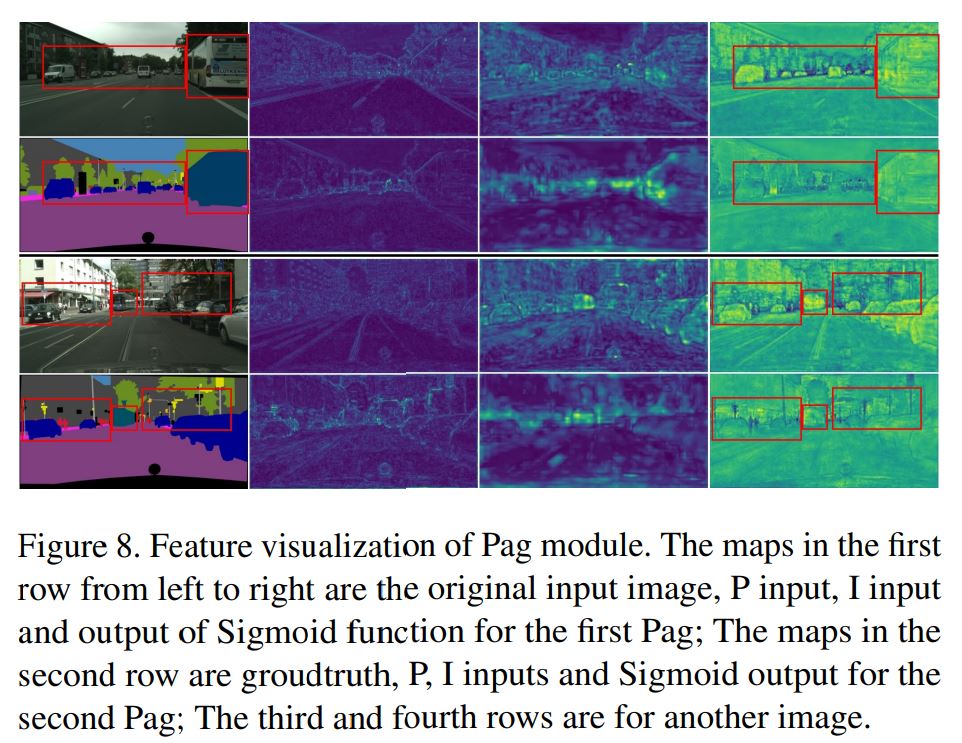 Figure 8. Feature visualization of Pag module. The maps in the first
row from left to right are the original input image, P input, I input
and output of Sigmoid function for the first Pag; The maps in the
second row are groudtruth, P, I inputs and Sigmoid output for the
second Pag; The third and fourth rows are for another image.